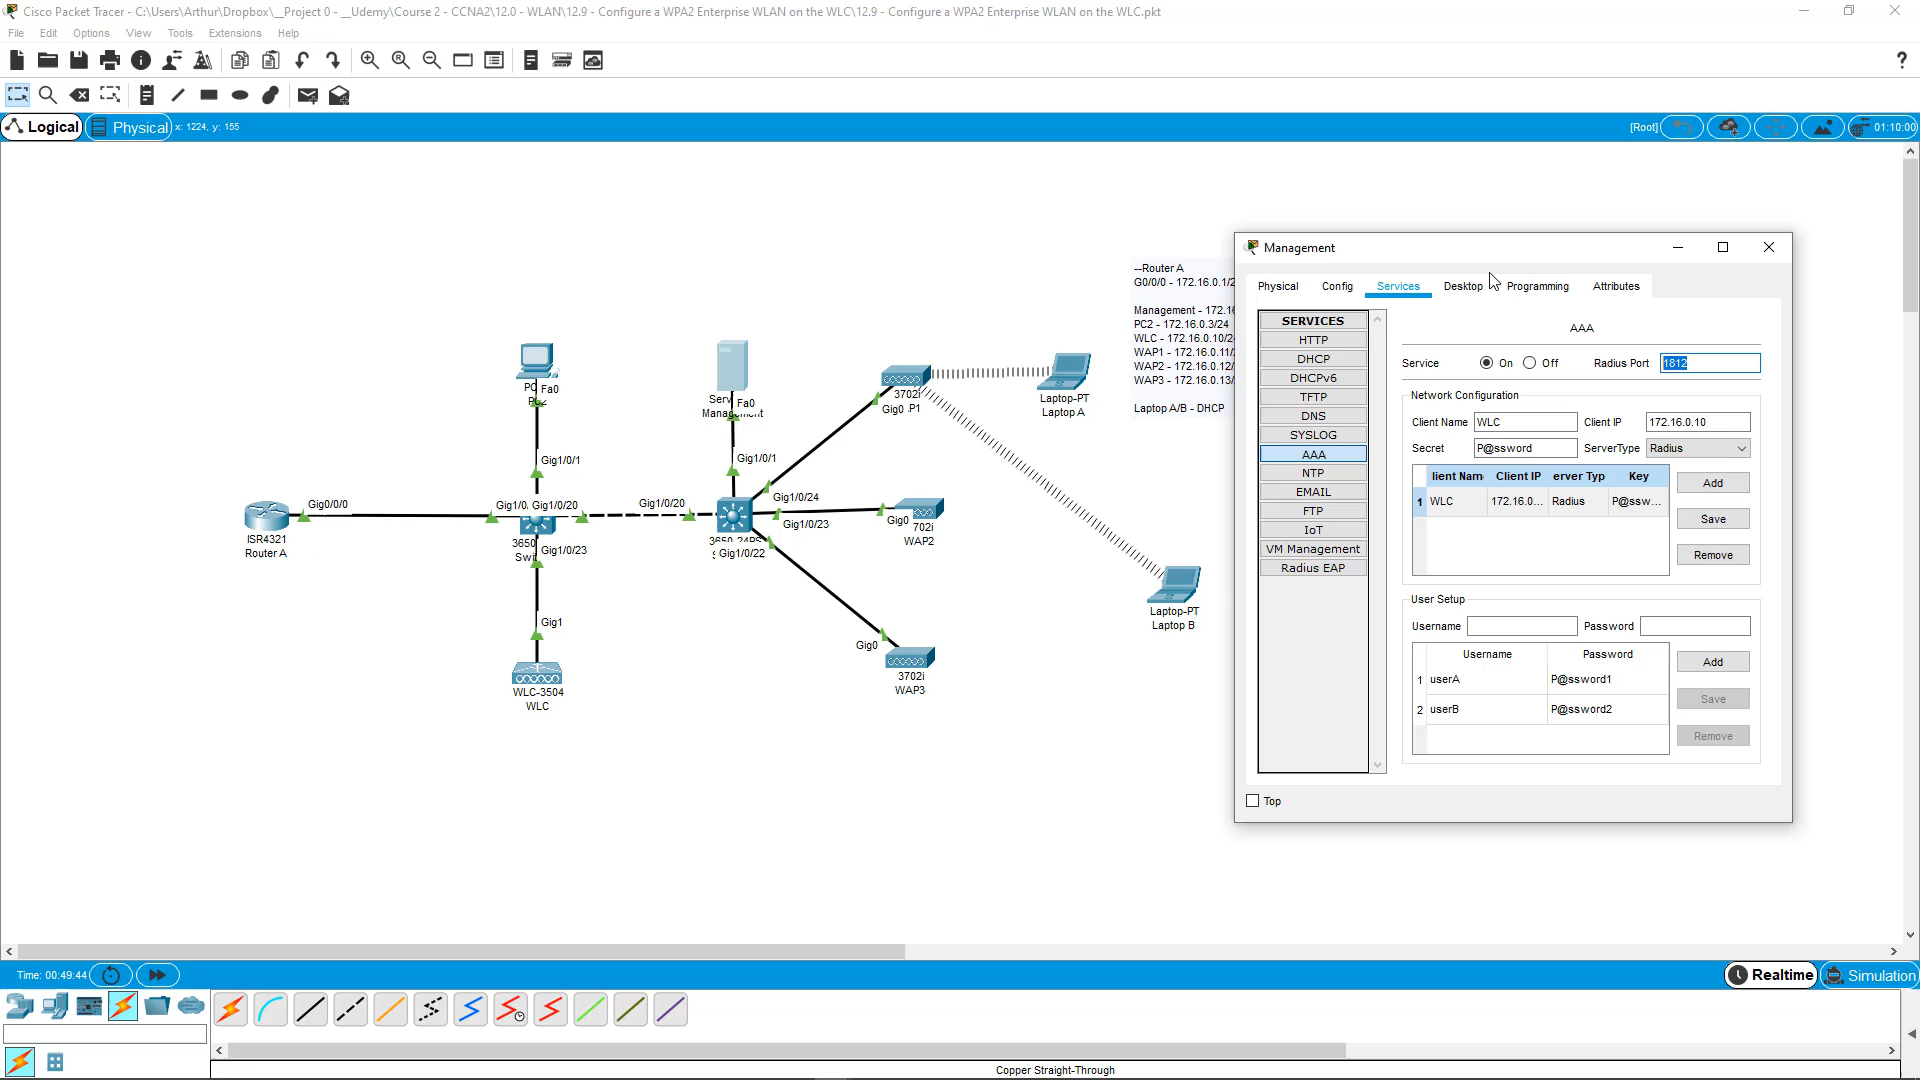 Cisco Packet Tracer - C:\Users\Arthur\Dropbox\__Project 0 - __Udemy\Course 2 - CCNA2\12.0 - WLAN\12.9 - Configure a WPA2 Enterprise WLAN on the WLC\12.9 - Configure a WPA2 Enterprise WLAN on the WLC.pkt
File Edit Options View Tools Extensions Help
Logical Physical x: 1224, y: 155 [Root] 01:10:00
--Router A
G0/0/0 - 172.16.0.1/2
Management - 172.16
PC2 - 172.16.0.3/24
WLC - 172.16.0.10/2
WAP1 - 172.16.0.11/
WAP2 - 172.16.0.12/
WAP3 - 172.16.0.13/
Laptop A/B - DHCP
Fa0
Fa0
Gig1/0/1
Gig1/0/1
Gig0/0/0
ISR4321
Router A
Gig1/0/20
3650
Gig1/0/23
Gig1
WLC-3504
WLC
Gig1/0/20
Gig1/0/24
Gig1/0/23
3650-24PS
Gig1/0/22
3702i
Gig0 .P1
Gig0 702i
WAP2
Gig0
3702i
WAP3
Laptop-PT
Laptop A
Laptop-PT
Laptop B
Management
Physical Config Services Desktop Programming Attributes
SERVICES
HTTP
DHCP
DHCPv6
TFTP
DNS
SYSLOG
AAA
NTP
EMAIL
FTP
IoT
VM Management
Radius EAP
AAA
Service On Off Radius Port 1812
Network Configuration
Client Name WLC Client IP 172.16.0.10
Secret P@ssword ServerType Radius
lient Nam Client IP erver Typ Key
1 WLC 172.16.0... Radius P@ssw...
Add
Save
Remove
User Setup
Username Password
Username Password
1 userA P@ssword1
2 userB P@ssword2
Add
Save
Remove
Top
Time: 00:49:44 Realtime Simulation
Copper Straight-Through